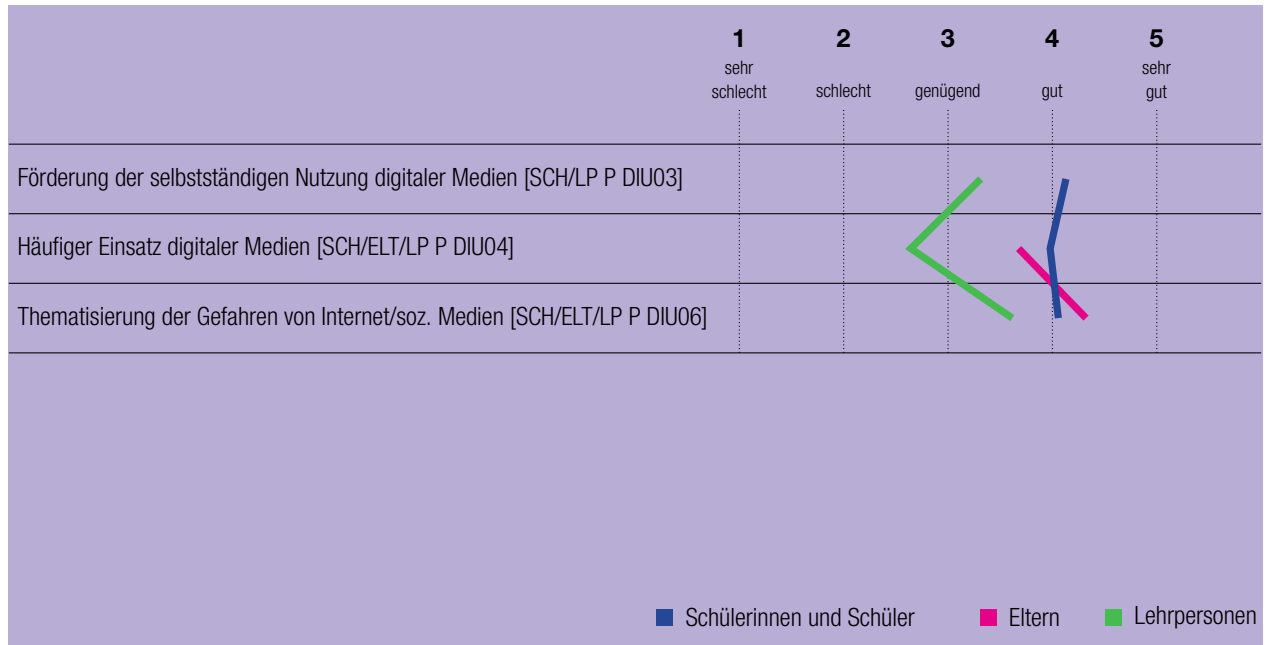 1 2 3 4 5
sehr schlecht schlecht genügend gut sehr gut
Förderung der selbstständigen Nutzung digitaler Medien [SCH/LP P DIU03]
Häufiger Einsatz digitaler Medien [SCH/ELT/LP P DIU04]
Thematisierung der Gefahren von Internet/soz. Medien [SCH/ELT/LP P DIU06]
Schülerinnen und Schüler Eltern Lehrpersonen